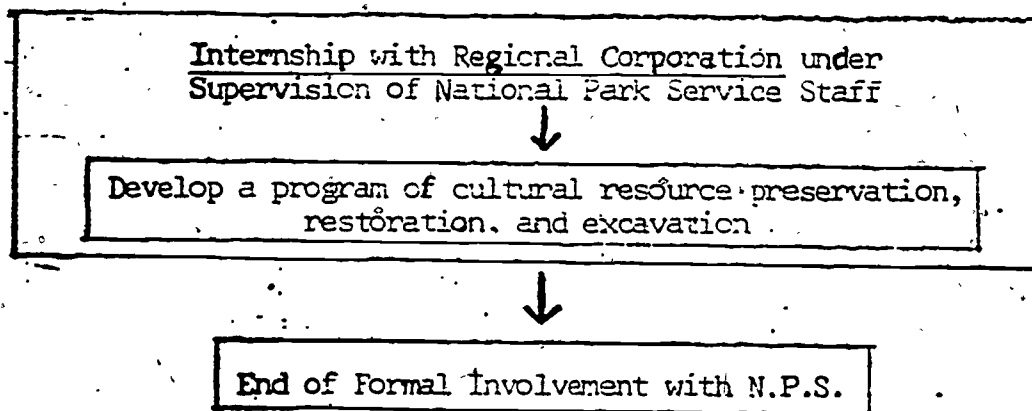 Internship with Regional Corporation under
Supervision of National Park Service Staff
Develop a program of cultural resource preservation,
restoration, and excavation
End of Formal Involvement with N.P.S.